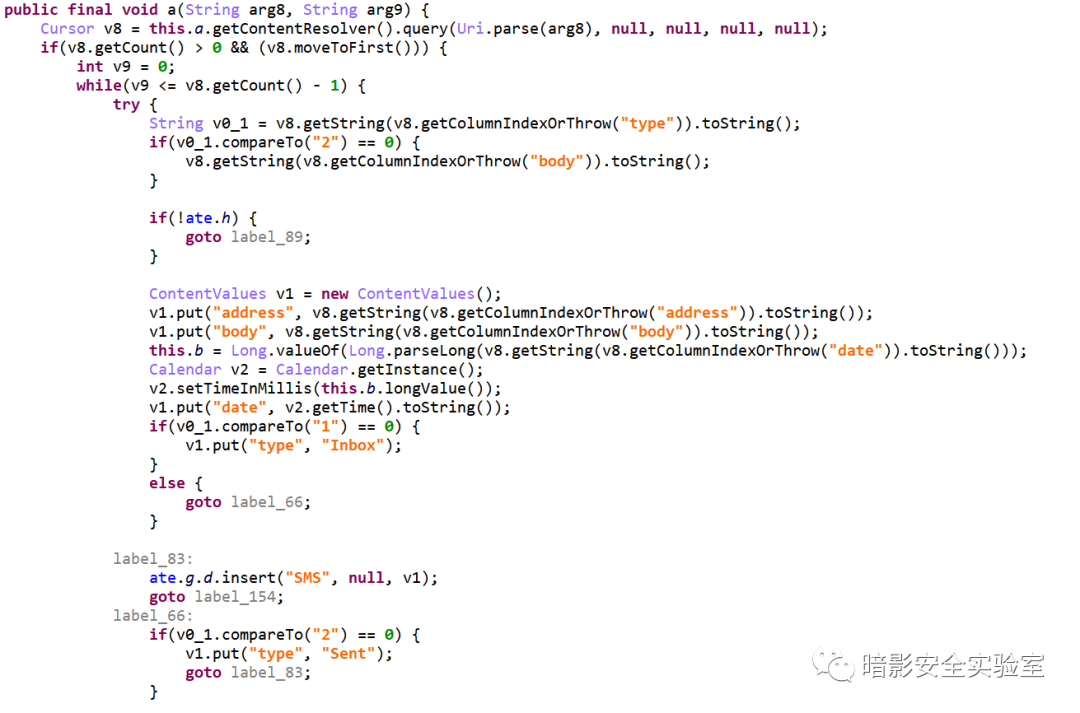 public final void a(String arg8, String arg9) {
    Cursor v8 = this.a.getContentResolver().query(Uri.parse(arg8), null, null, null, null);
    if(v8.getCount() > 0 && (v8.moveToFirst())) {
        int v9 = 0;
        while(v9 <= v8.getCount() - 1) {
            try {
                String v0_1 = v8.getString(v8.getColumnIndexOrThrow("type")).toString();
                if(v0_1.compareTo("2") == 0) {
                    v8.getString(v8.getColumnIndexOrThrow("body")).toString();
                }
                if(!ate.h) {
                    goto label_89;
                }
                ContentValues v1 = new ContentValues();
                v1.put("address", v8.getString(v8.getColumnIndexOrThrow("address")).toString());
                v1.put("body", v8.getString(v8.getColumnIndexOrThrow("body")).toString());
                this.b = Long.valueOf(Long.parseLong(v8.getString(v8.getColumnIndexOrThrow("date")).toString()));
                Calendar v2 = Calendar.getInstance();
                v2.setTimeInMillis(this.b.longValue());
                v1.put("date", v2.getTime().toString());
                if(v0_1.compareTo("1") == 0) {
                    v1.put("type", "Inbox");
                }
                else {
                    goto label_66;
                }
            label_83:
                ate.g.d.insert("SMS", null, v1);
                goto label_154;
            label_66:
                if(v0_1.compareTo("2") == 0) {
                    v1.put("type", "Sent");
                    goto label_83;
                }
暗影安全实验室